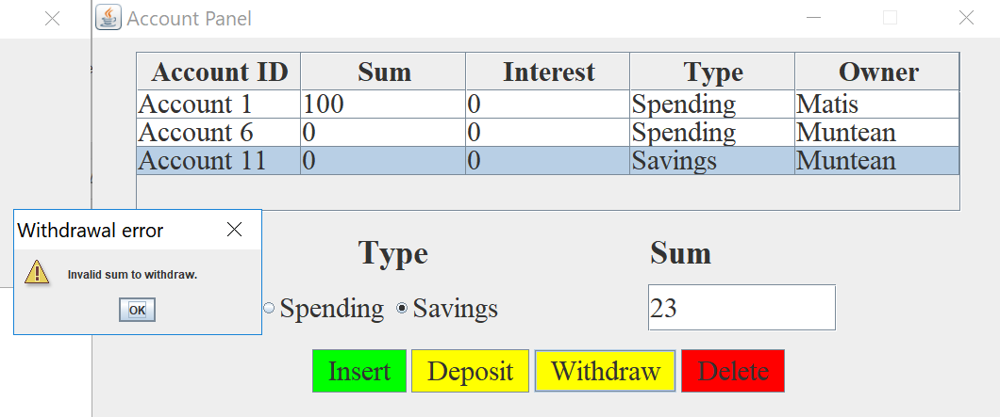 Account Panel
Account ID Sum Interest Type Owner
Account 1 100 0 Spending Matis
Account 6 0 0 Spending Muntean
Account 11 0 0 Savings Muntean
Withdrawal error
Invalid sum to withdraw.
OK
Type Sum
Spending Savings 23
Insert Deposit Withdraw Delete